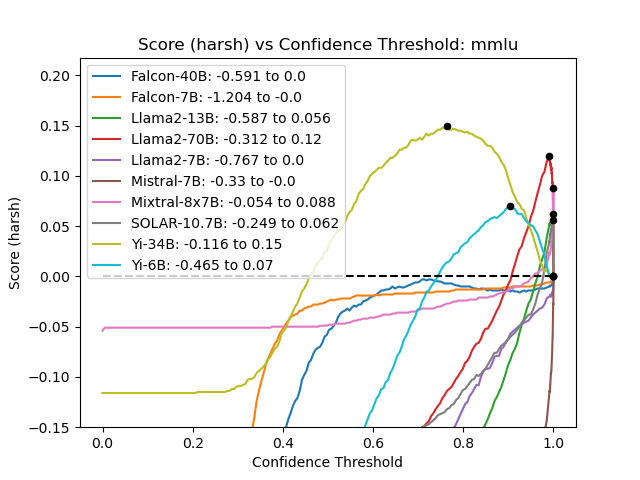 Score (harsh) vs Confidence Threshold: mmlu
Falcon-40B: -0.591 to 0.0
Falcon-7B: -1.204 to -0.0
Llama2-13B: -0.587 to 0.056
Llama2-70B: -0.312 to 0.12
Llama2-7B: -0.767 to 0.0
Mistral-7B: -0.33 to -0.0
Mixtral-8x7B: -0.054 to 0.088
SOLAR-10.7B: -0.249 to 0.062
Yi-34B: -0.116 to 0.15
Yi-6B: -0.465 to 0.07
Score (harsh)
0.20
0.15
0.10
0.05
0.00
−0.05
−0.10
−0.15
0.0 0.2 0.4 0.6 0.8 1.0
Confidence Threshold